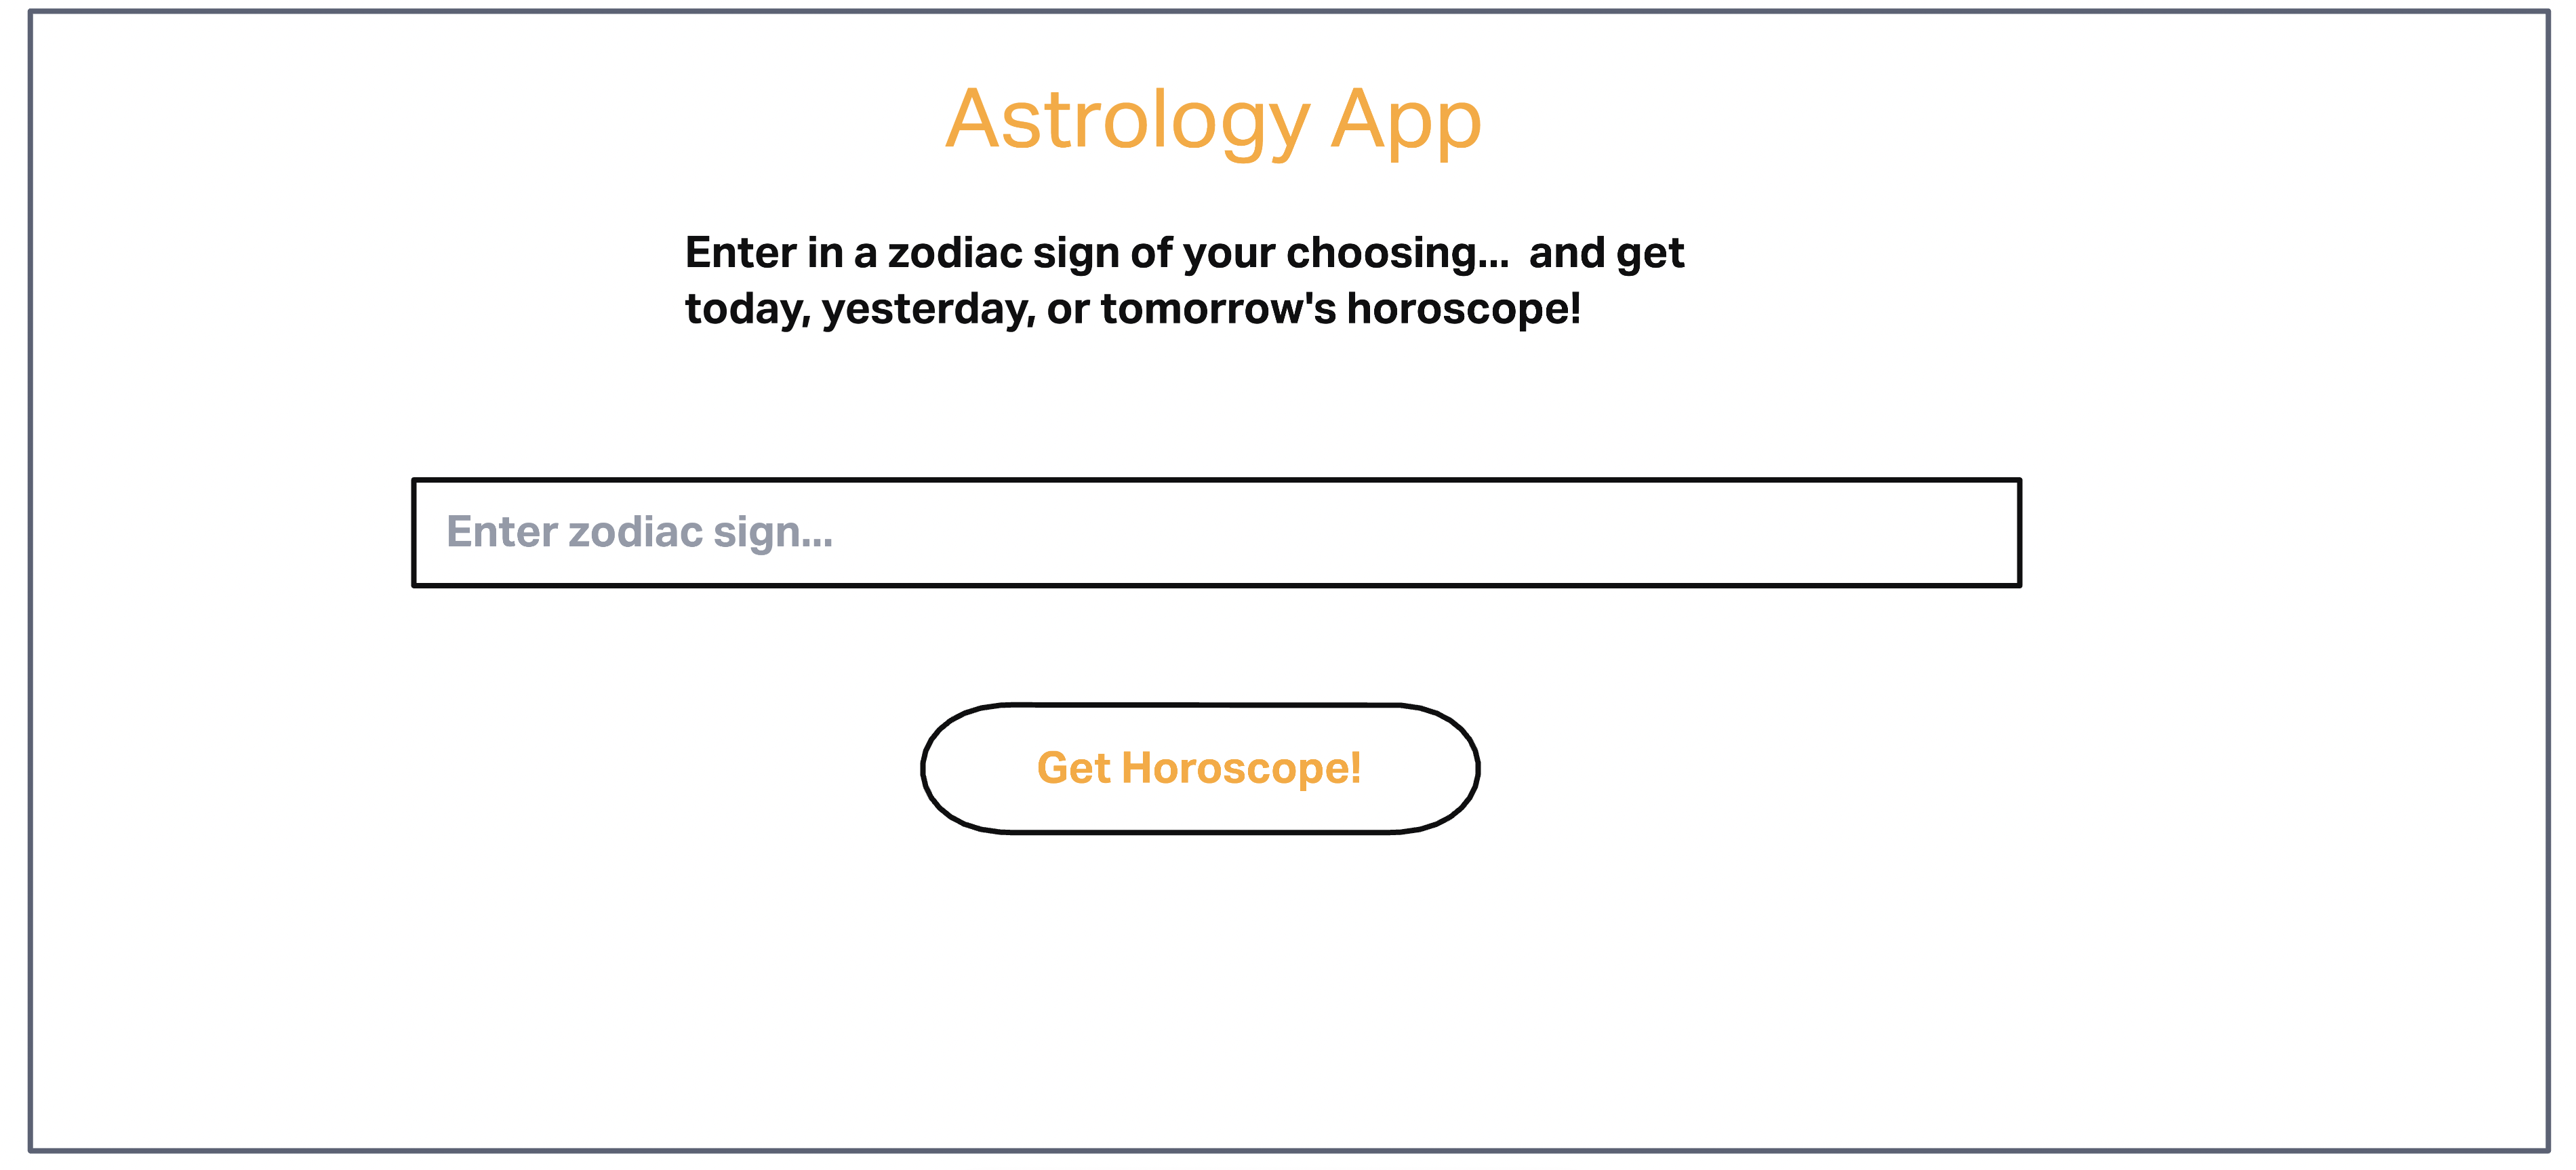 Astrology App
Enter in a zodiac sign of your choosing...  and get
today, yesterday, or tomorrow's horoscope!
Enter zodiac sign...
Get Horoscope!